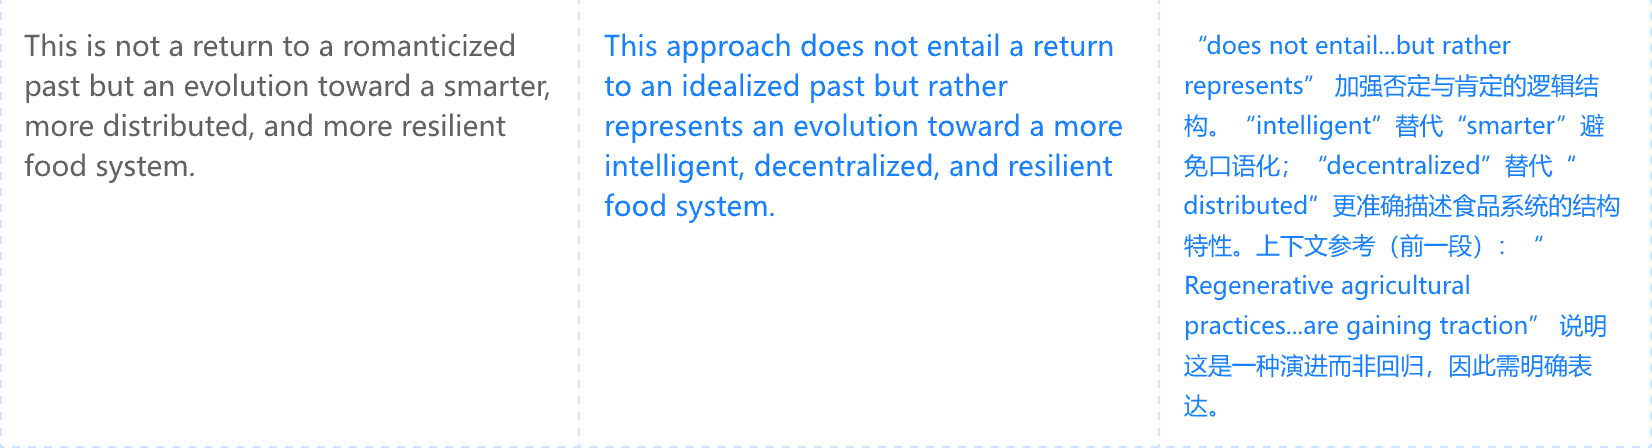 This is not a return to a romanticized
past but an evolution toward a smarter,
more distributed, and more resilient
food system.
This approach does not entail a return
to an idealized past but rather
represents an evolution toward a more
intelligent, decentralized, and resilient
food system.
“does not entail...but rather
represents” 加强否定与肯定的逻辑结
构。“intelligent”替代“smarter”避
免口语化；“decentralized”替代“
distributed”更准确描述食品系统的结构
特性。上下文参考（前一段）：“
Regenerative agricultural
practices...are gaining traction” 说明
这是一种演进而非回归，因此需明确表
达。